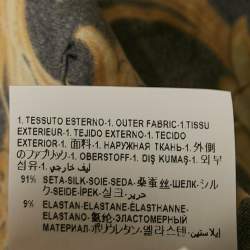 1. TESSUTO ESTERNO-1. OUTER FABRIC-1.TISSU
EXTERIEUR-1. TEJIDO EXTERNO-1. TECIDO
EXTERIOR-1. 面料-1. НАРУЖНАЯ ТКАНЬ-1. 外側
のファブリック-1. OBERSTOFF-1. DIŞ KUMAŞ-1. 외부
섬유-1. ليف خارجي
91% SETA-SILK-SOIE-SEDA-桑蚕丝-ШЕЛК-シル
ク-SEIDE-İPEK-실크-حرير
9% ELASTAN-ELASTANE-ELASTHANNE-
ELASTANO-氨纶-ЭЛАСТОМЕРНЫЙ
МАТЕРИАЛ-ポリウレタン-엘라스텐-
إيلاستين